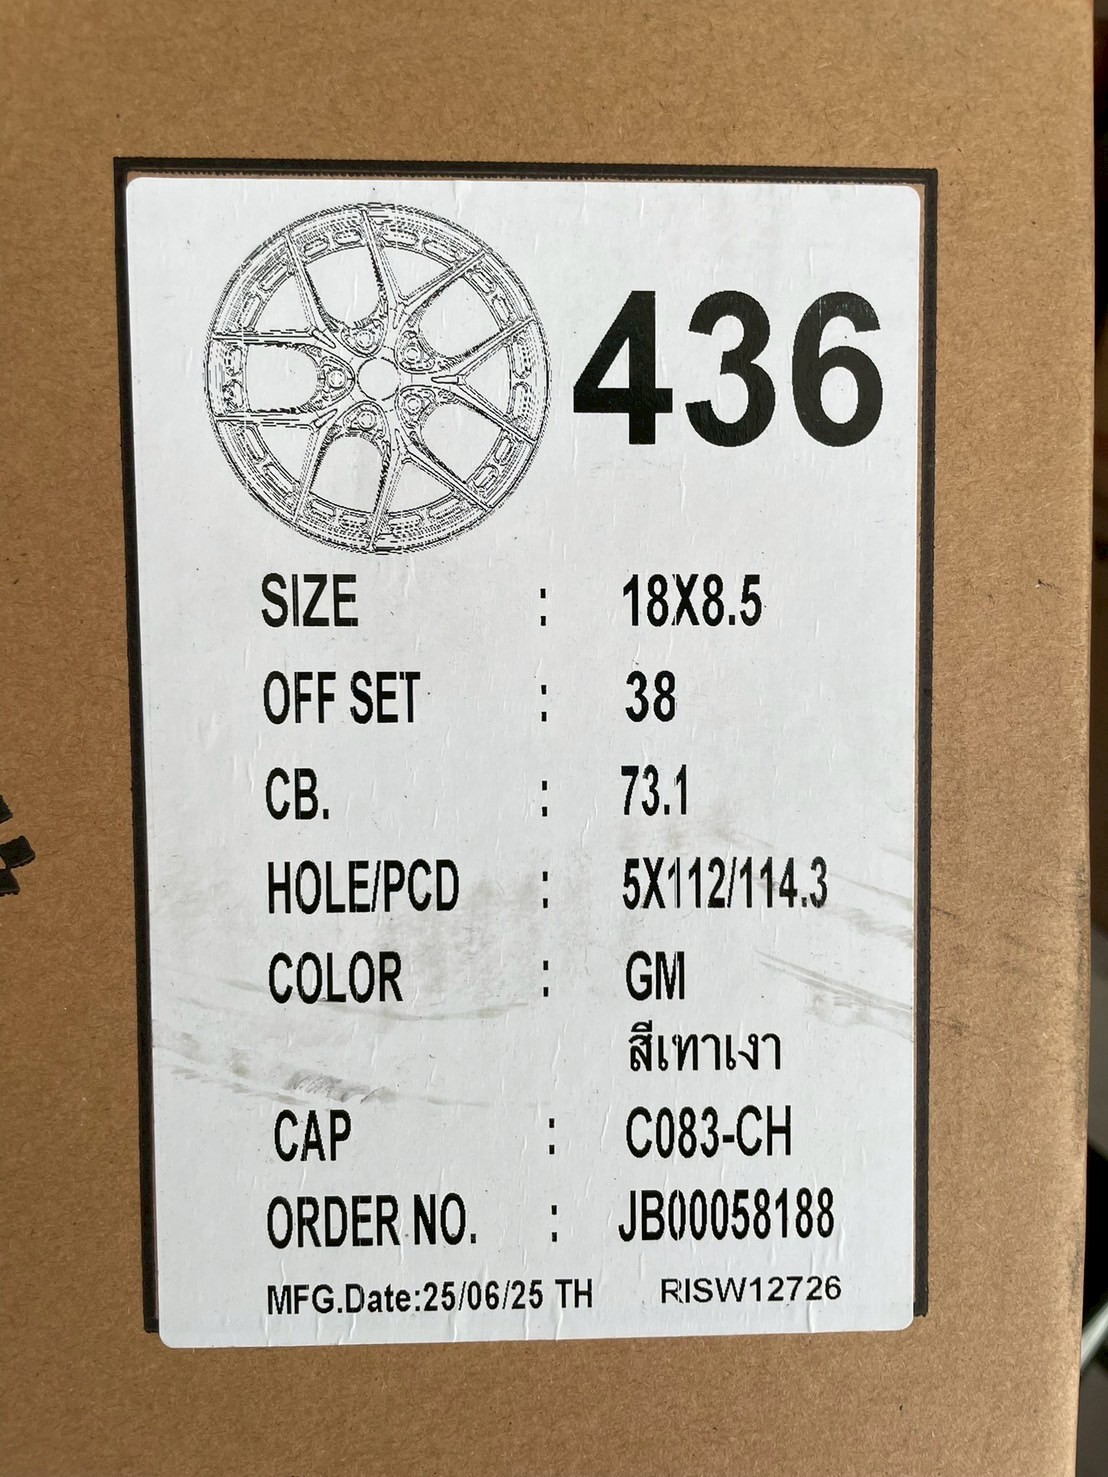 436
SIZE : 18X8.5
OFF SET : 38
CB. : 73.1
HOLE/PCD : 5X112/114.3
COLOR : GM
สีเทาเงา
CAP : C083-CH
ORDER NO. : JB00058188
MFG.Date:25/06/25 TH RISW12726